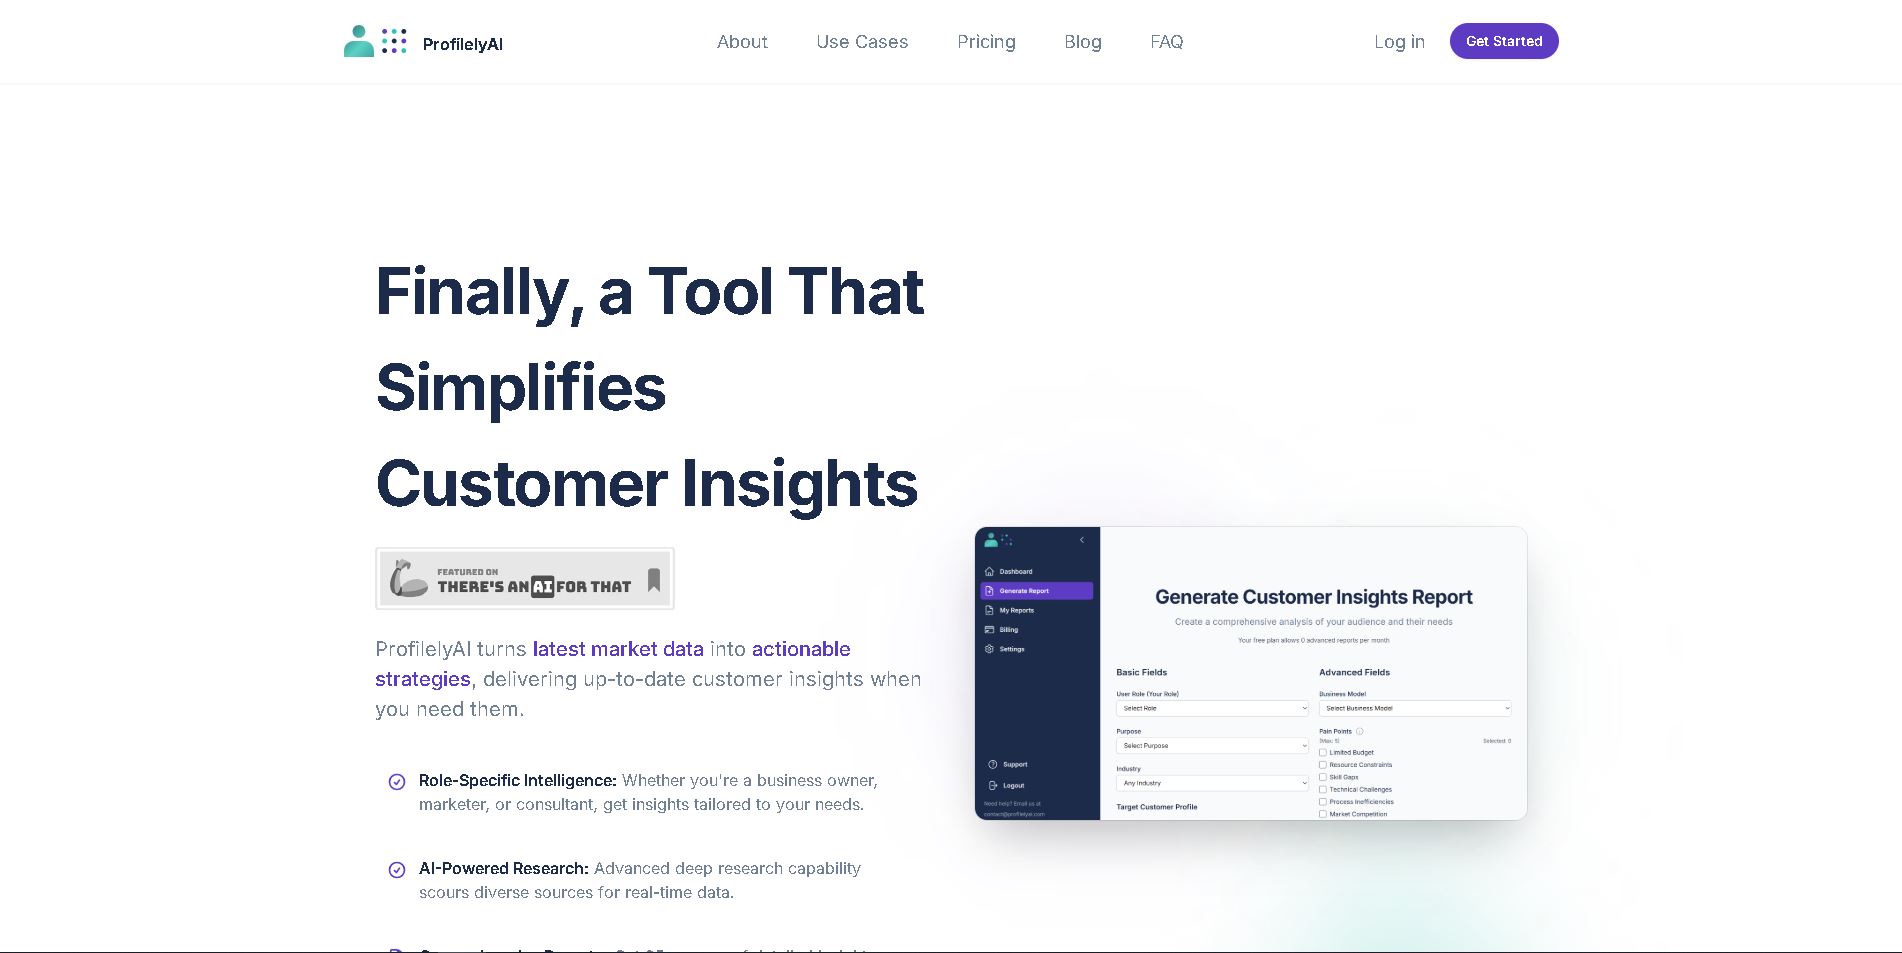 ProfilelyAI
About
Use Cases
Pricing
Blog
FAQ
Log in
Get Started
Finally, a Tool That
Simplifies
Customer Insights
FEATURED ON
THERE'S AN AI FOR THAT
ProfilelyAI turns latest market data into actionable
strategies, delivering up-to-date customer insights when
you need them.
Role-Specific Intelligence: Whether you're a business owner,
marketer, or consultant, get insights tailored to your needs.
AI-Powered Research: Advanced deep research capability
scours diverse sources for real-time data.
Dashboard
Generate Report
My Reports
Billing
Settings
Support
Logout
Need help? Email us at
contact@profilelyai.com
Generate Customer Insights Report
Create a comprehensive analysis of your audience and their needs
Your free plan allows 0 advanced reports per month
Basic Fields
User Role (Your Role)
Select Role
Purpose
Select Purpose
Industry
Any Industry
Target Customer Profile
Advanced Fields
Business Model
Select Business Model
Pain Points
(Max: 5)
Selected: 0
Limited Budget
Resource Constraints
Skill Gaps
Technical Challenges
Process Inefficiencies
Market Competition